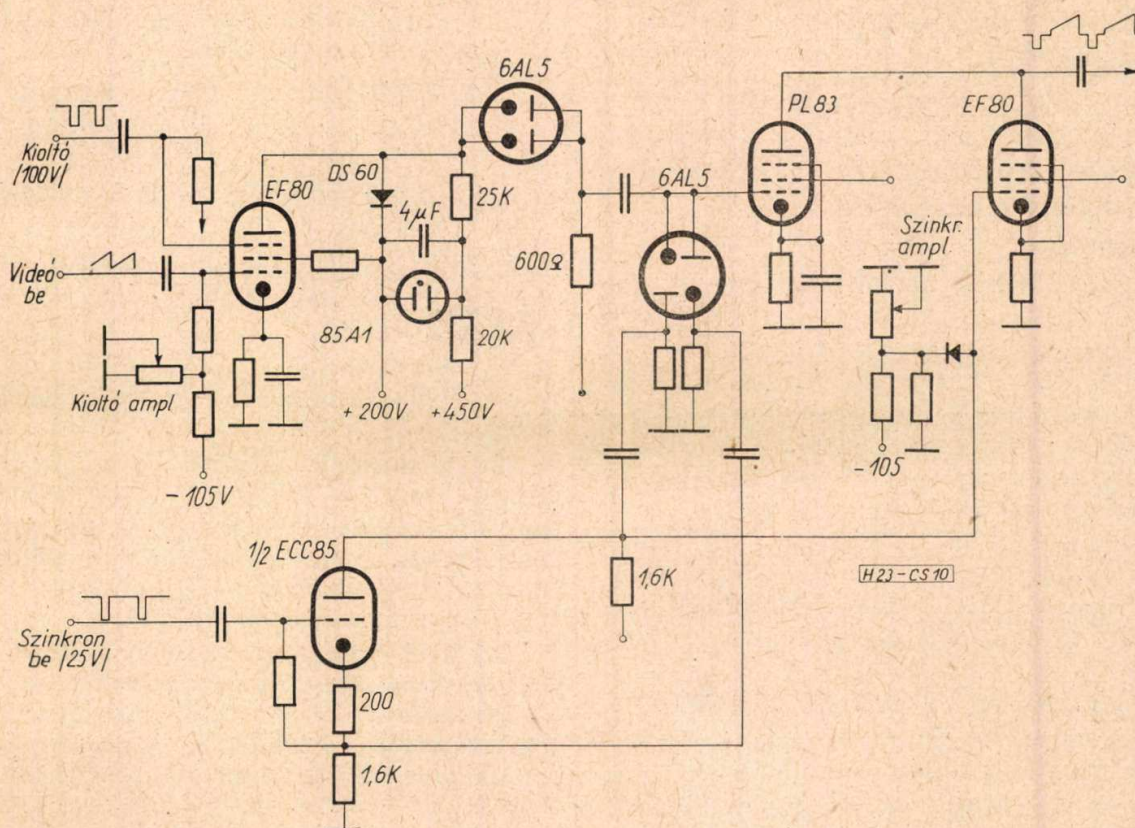 6AL5
PL83
EF80
Kioltó
/100V/
DS 60
EF80
25K
6AL5
4µF
Szinkr.
ampl.
Videó
be
600Ω
85A1
20K
Kioltó ampl
+200V
+450V
-105
-105V
1/2 ECC85
1,6K
H23-CS10
Szinkron
be /25V/
200
1,6K